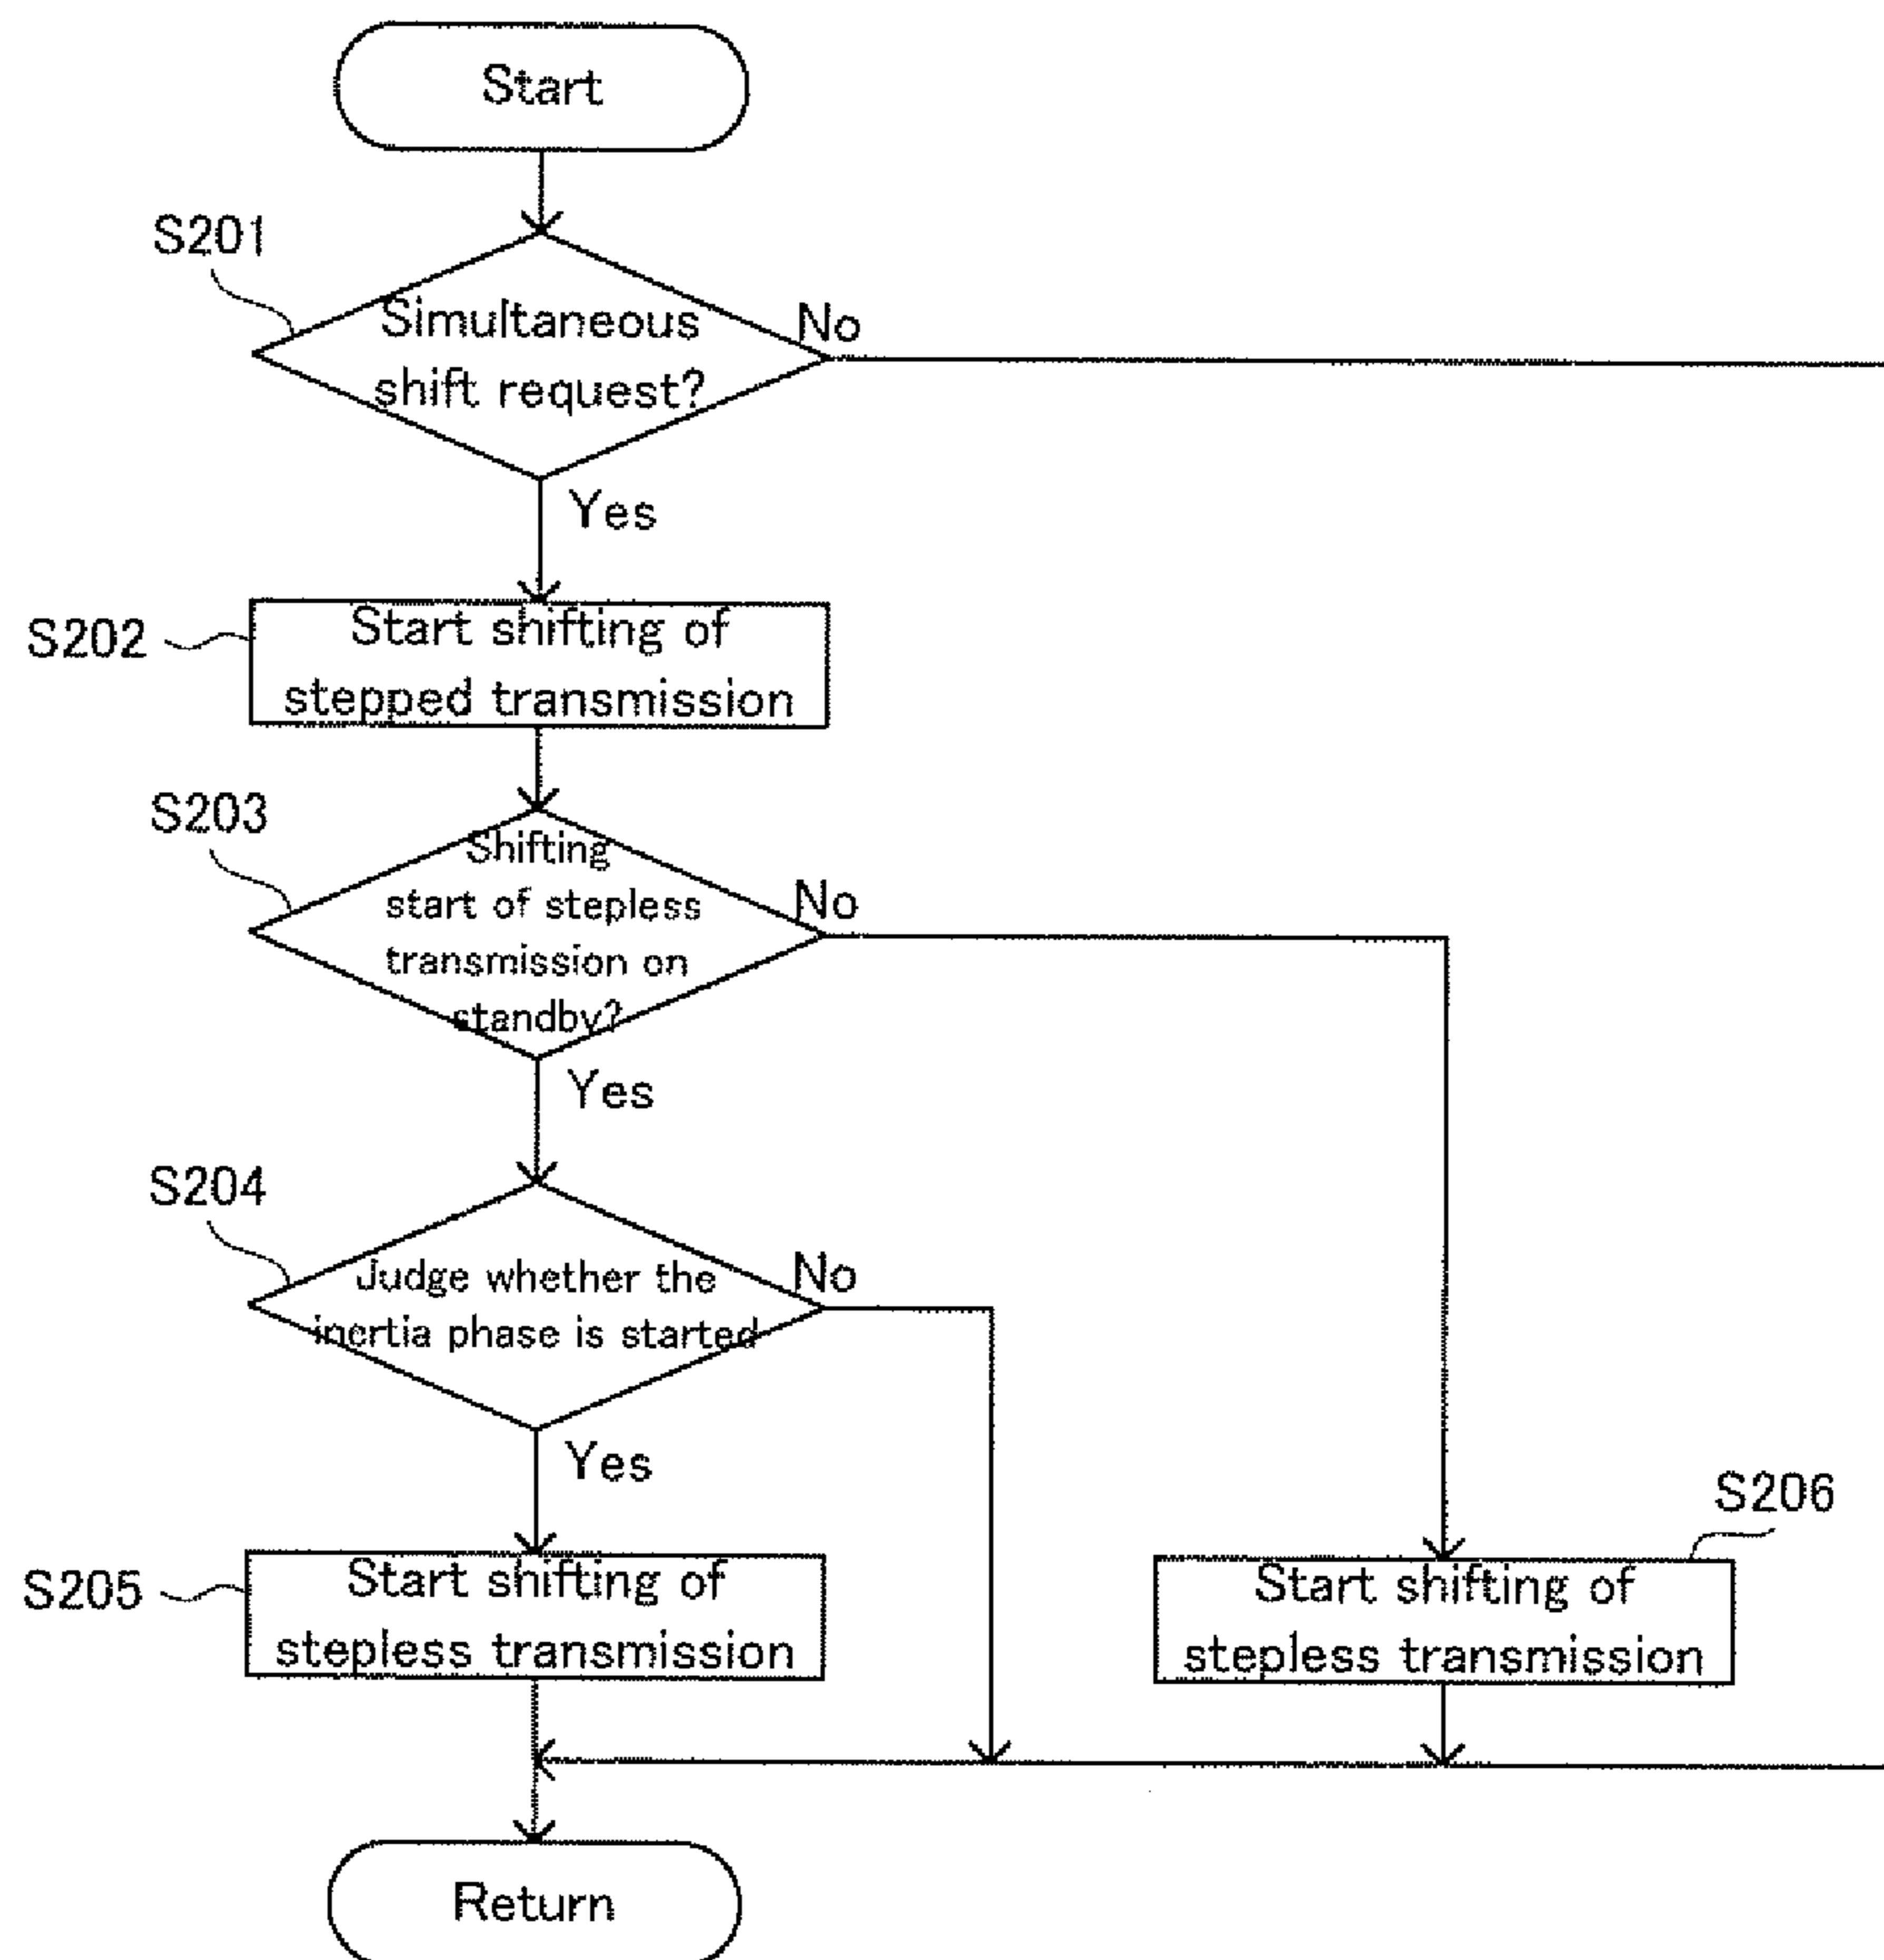 Start
S201
Simultaneous
shift request?
No
Yes
S202
Start shifting of
stepped transmission
S203
Shifting
start of stepless
transmission on
standby?
No
Yes
S204
Judge whether the
inertia phase is started
No
Yes
S205
Start shifting of
stepless transmission
S206
Start shifting of
stepless transmission
Return